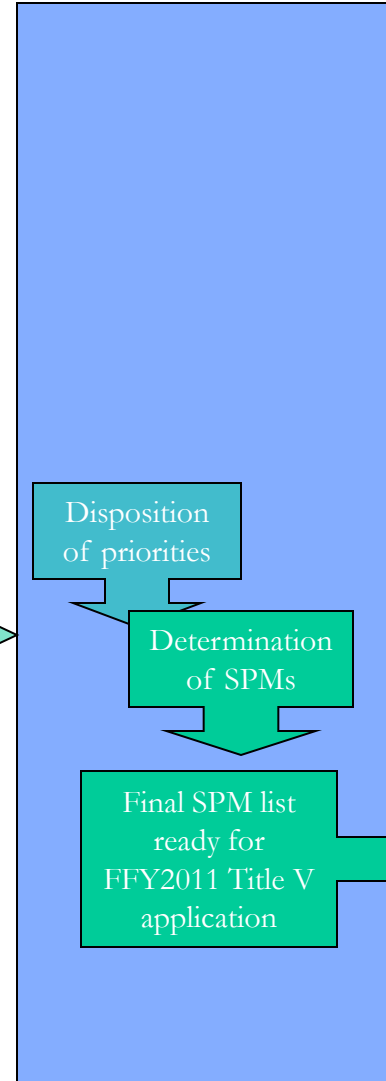 Disposition
of priorities
Determination
of SPMs
Final SPM list
ready for
FFY2011 Title V
application